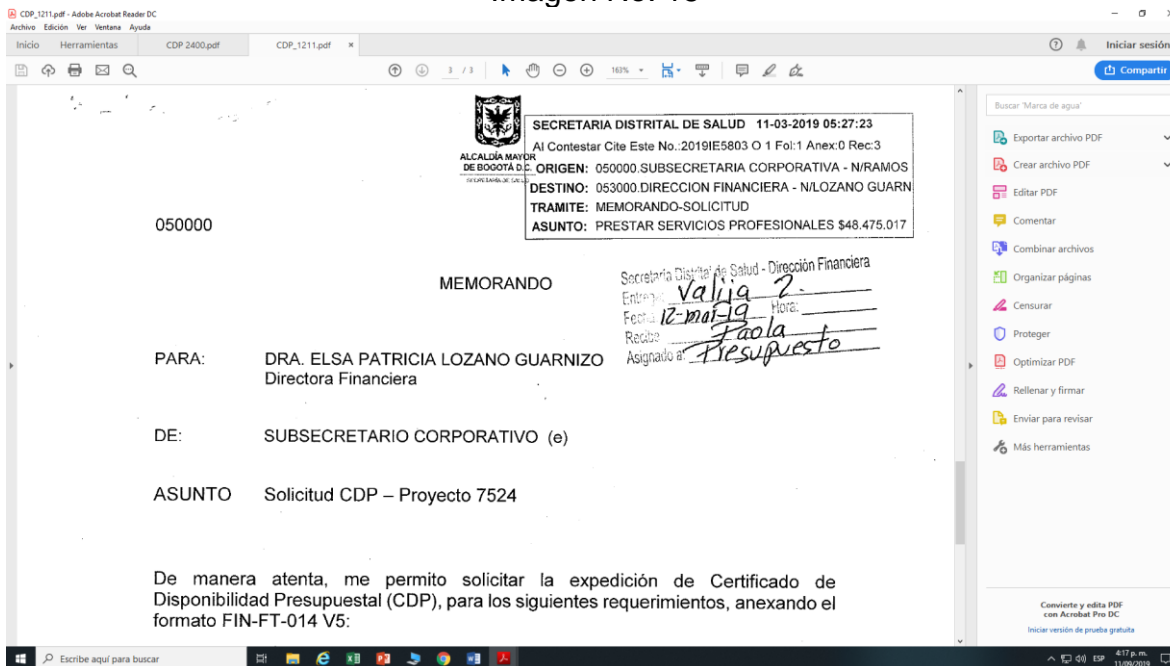 CDP_1211.pdf - Adobe Acrobat Reader DC
Archivo Edición Ver Ventana Ayuda
Inicio Herramientas CDP 2400.pdf CDP_1211.pdf × Iniciar sesión
3 / 3 163% Compartir
ALCALDÍA MAYOR
DE BOGOTÁ D.C.
SECRETARÍA DE SALUD
SECRETARIA DISTRITAL DE SALUD 11-03-2019 05:27:23
Al Contestar Cite Este No.:2019IE5803 O 1 Fol:1 Anex:0 Rec:3
ORIGEN: 050000.SUBSECRETARIA CORPORATIVA - N/RAMOS
DESTINO: 053000.DIRECCION FINANCIERA - N/LOZANO GUARN
TRAMITE: MEMORANDO-SOLICITUD
ASUNTO: PRESTAR SERVICIOS PROFESIONALES $48.475.017
050000
MEMORANDO
Secretaria Distrital de Salud - Dirección Financiera
Valija 2.
Fecha 12-mar-19 Hora:
Recibe Paola
Asignado a: Presupuesto
PARA: DRA. ELSA PATRICIA LOZANO GUARNIZO
Directora Financiera
DE: SUBSECRETARIO CORPORATIVO (e)
ASUNTO Solicitud CDP – Proyecto 7524
De manera atenta, me permito solicitar la expedición de Certificado de
Disponibilidad Presupuestal (CDP), para los siguientes requerimientos, anexando el
formato FIN-FT-014 V5:
Buscar 'Marca de agua'
Exportar archivo PDF
Crear archivo PDF
Editar PDF
Comentar
Combinar archivos
Organizar páginas
Censurar
Proteger
Optimizar PDF
Rellenar y firmar
Enviar para revisar
Más herramientas
Convierte y edita PDF
con Acrobat Pro DC
Iniciar versión de prueba gratuita
Escribe aquí para buscar
ESP 4:17 p. m.
11/09/2019